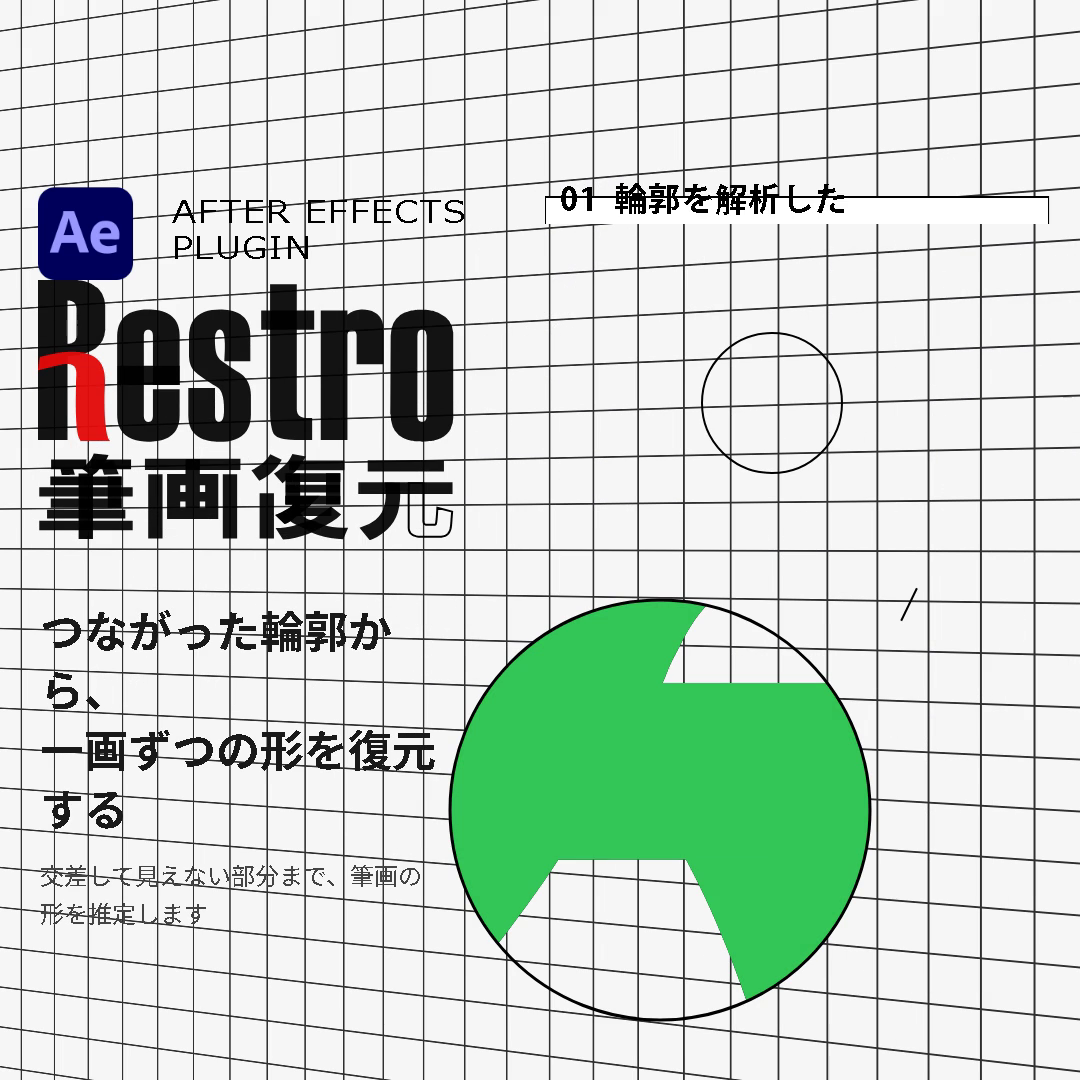 Ae
AFTER EFFECTS
PLUGIN
01 輪郭を解析した
Restro
筆画復元
つながった輪郭か
ら、
一画ずつの形を復元
する
交差して見えない部分まで、筆画の
形を推定します